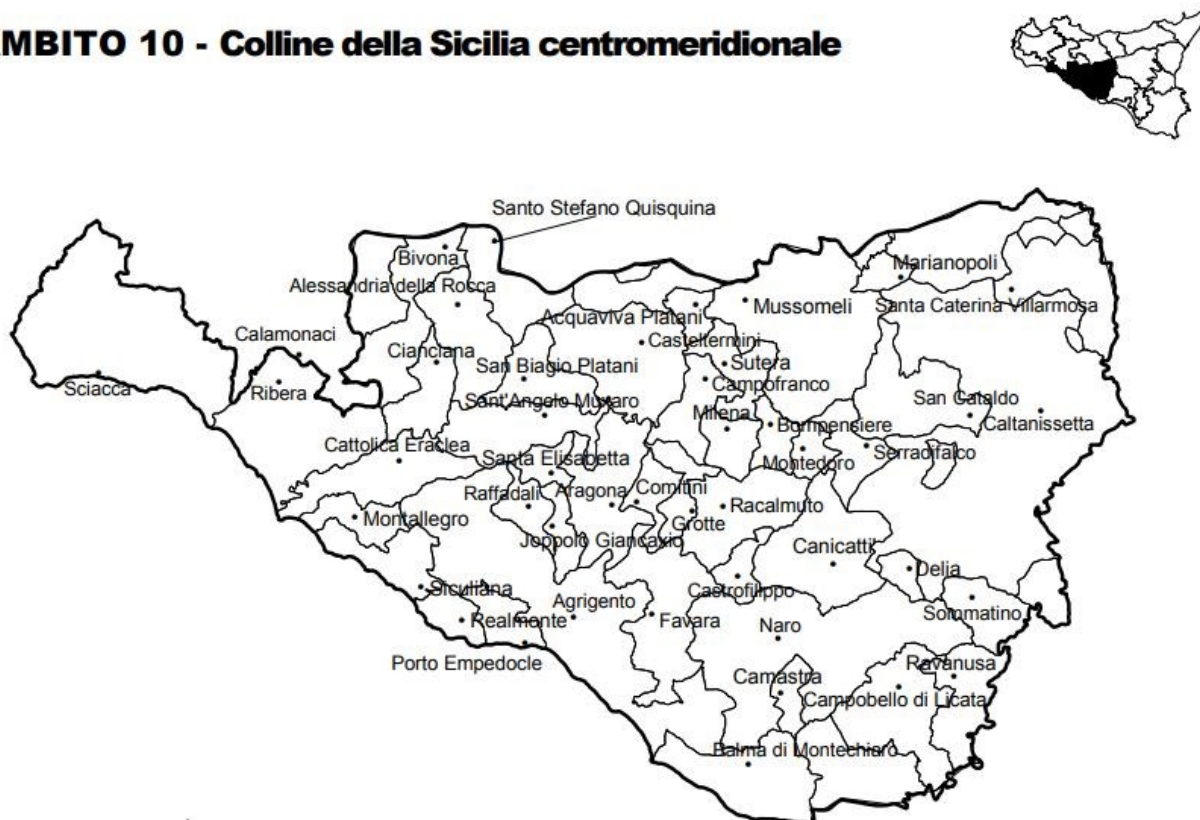 MBITO 10 - Colline della Sicilia centromeridionale
Santo Stefano Quisquina
Bivona
Marianopoli
Alessandria della Rocca
Santa Caterina Villarmosa
Mussomeli
Acquaviva Platani
Calamonaci
Castellermini
Cianciana
Sutera
San Biagio Platani
Campofranco
Sciacca
Ribera
San Cataldo
Sant'Angolo Muxaro
Milena
Caltanissetta
Bompensiere
Cattolica Eraclea
Serradifalco
Santa Elisabetta
Montedoro
Comitini
Raffadali
Aragona
Racalmuto
Montallegro
Grotte
Joppolo Giancaxio
Canicattì
Delia
Siculiana
Castrofilippo
Agrigento
Sommatino
Realmonte
Favara
Naro
Porto Empedocle
Ravanusa
Camastra
Campobello di Licata
Palma di Montechiaro